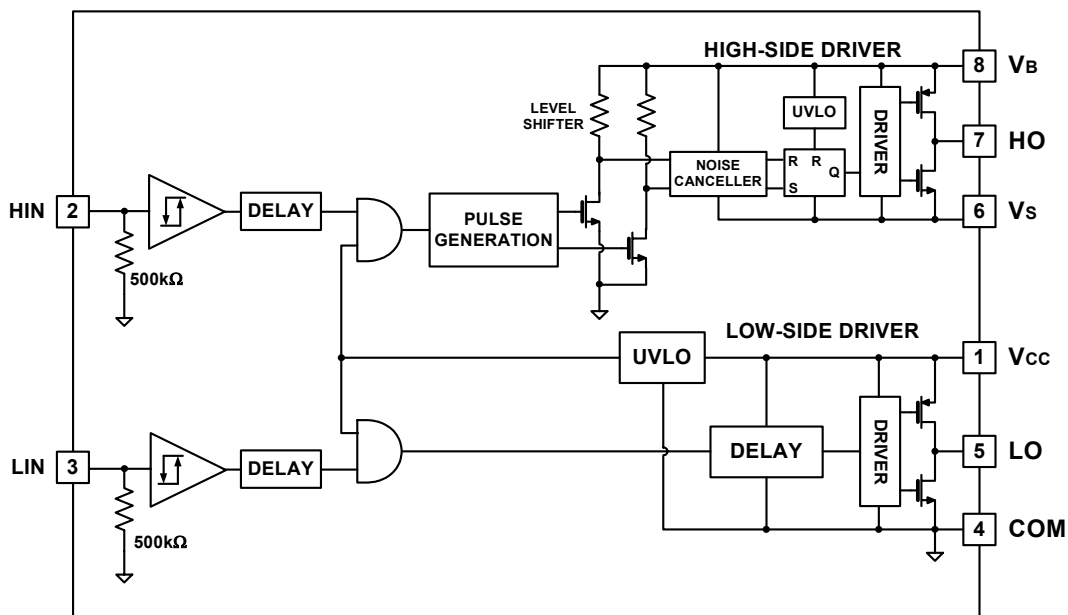 HIGH-SIDE DRIVER
8 VB
LEVEL
SHIFTER
UVLO
DRIVER
7 HO
NOISE
CANCELLER
R R
S Q
HIN 2
DELAY
PULSE
GENERATION
6 VS
500kΩ
LOW-SIDE DRIVER
UVLO
1 VCC
LIN 3
DELAY
DELAY
DRIVER
5 LO
500kΩ
4 COM